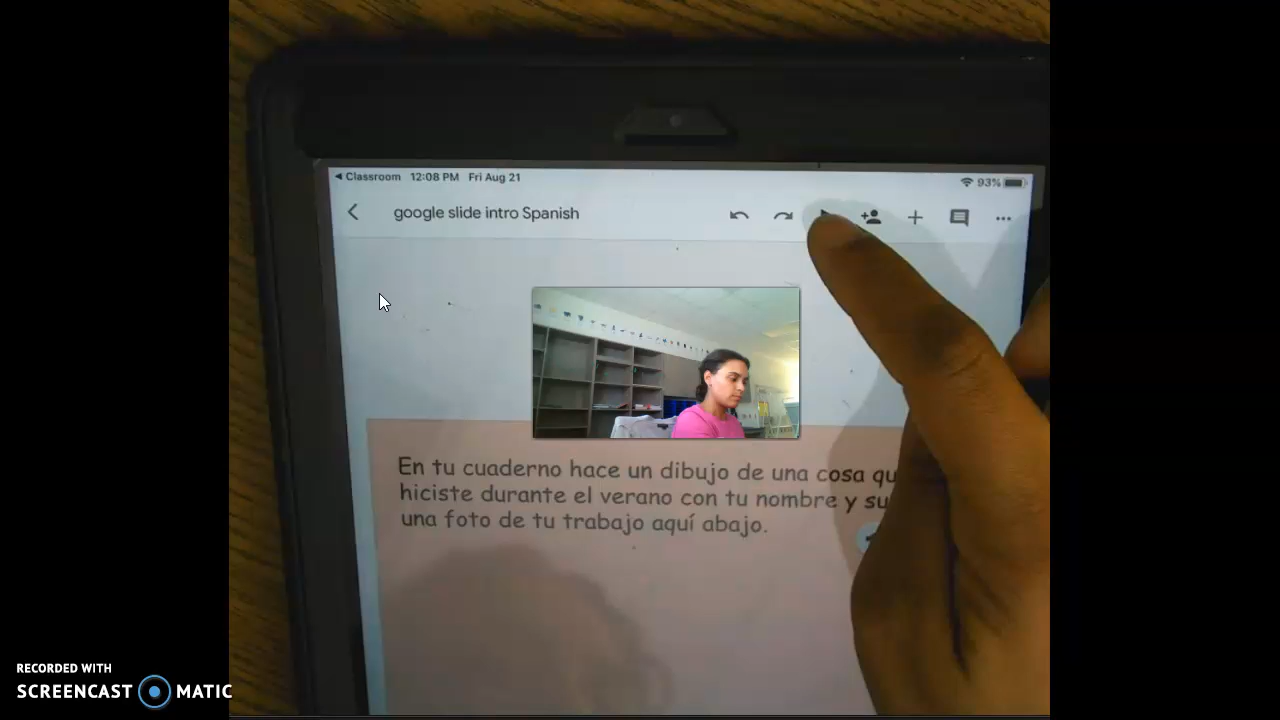 Classroom 12:08 PM Fri Aug 21
93%
google slide intro Spanish
En tu cuaderno hace un dibujo de una cosa
hiciste durante el verano con tu nombre y
una foto de tu trabajo aquí abajo.
RECORDED WITH
SCREENCAST MATIC